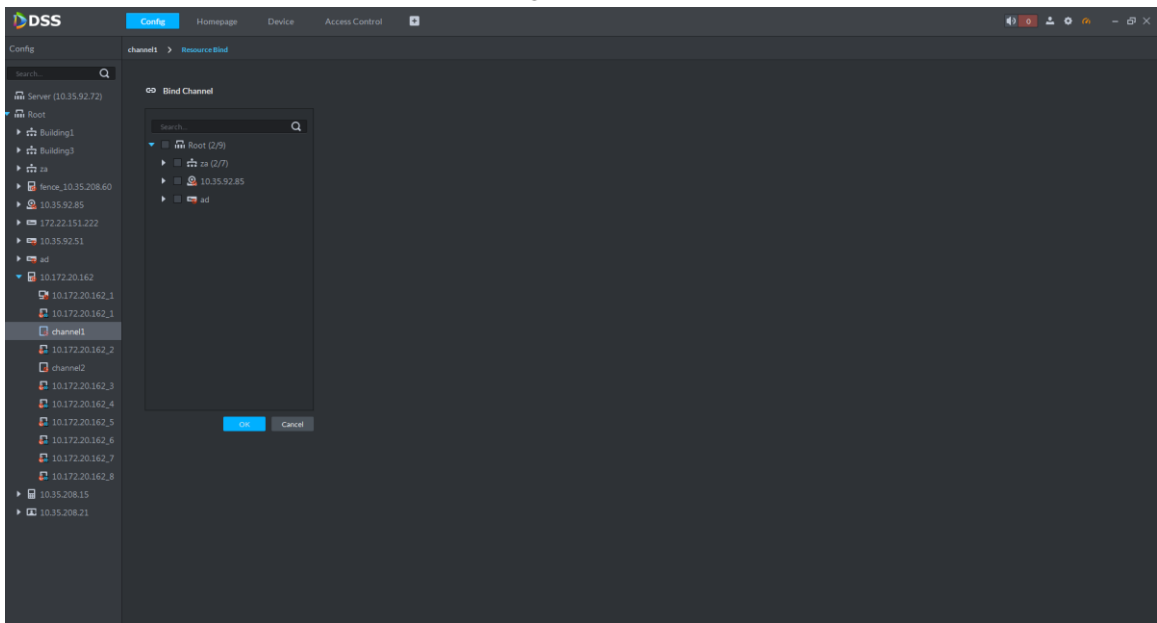 DSS
Config Homepage Device Access Control
0
Config
channel1 > Resource Bind
Search...
Server (10.35.92.72)
Root
Building1
Building3
za
fence_10.35.208.60
10.35.92.85
172.22.151.222
10.35.92.51
ad
10.172.20.162
10.172.20.162_1
10.172.20.162_1
channel1
10.172.20.162_2
channel2
10.172.20.162_3
10.172.20.162_4
10.172.20.162_5
10.172.20.162_6
10.172.20.162_7
10.172.20.162_8
10.35.208.15
10.35.208.21
Bind Channel
Search...
Root (2/9)
za (2/7)
10.35.92.85
ad
OK Cancel